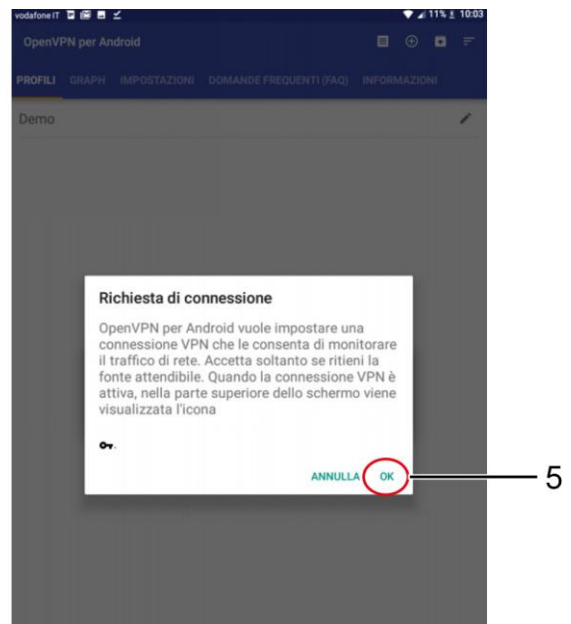 vodafone IT 11% 10:03
OpenVPN per Android
PROFILI GRAPH IMPOSTAZIONI DOMANDE FREQUENTI (FAQ) INFORMAZIONI
Demo
Richiesta di connessione
OpenVPN per Android vuole impostare una
connessione VPN che le consenta di monitorare
il traffico di rete. Accetta soltanto se ritieni la
fonte attendibile. Quando la connessione VPN è
attiva, nella parte superiore dello schermo viene
visualizzata l'icona
.
ANNULLA OK 5